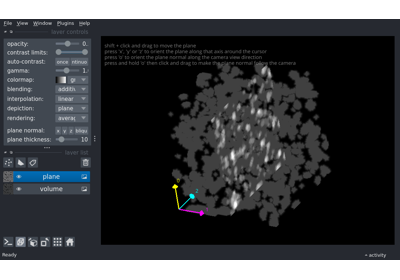 File View Window Plugins Help
layer controls
opacity: 0.
contrast limits:
auto-contrast: once
gamma: 1.
colormap: gr
blending: additiv
interpolation: linear
depiction: plane
rendering: averag
plane normal: x y z
plane thickness: 10
layer list
plane
volume
Ready
activity
shift + click and drag to move the plane
press 'x', 'y' or 'z' to orient the plane along that axis around the cursor
press 'o' to orient the plane normal along the camera view direction
press and hold 'o' then click and drag to make the plane normal follow the camera